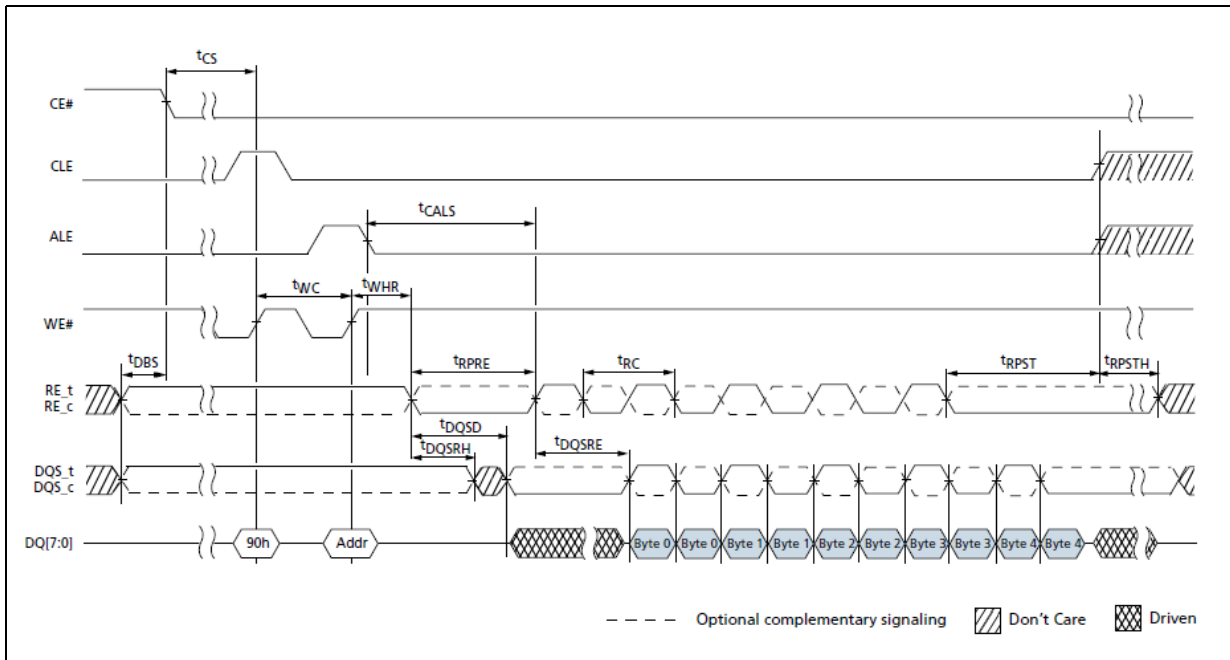 tCS
CE#
CLE
tCALS
ALE
tWC
tWHR
WE#
tDBS
tRPRE
tRC
tRPST
tRPSTH
RE_t
RE_c
tDQSD
tDQSRH
tDQSRE
DQS_t
DQS_c
DQ[7:0] 90h Addr Byte 0 Byte 0 Byte 1 Byte 1 Byte 2 Byte 2 Byte 3 Byte 3 Byte 4 Byte 4
Optional complementary signaling Don't Care Driven